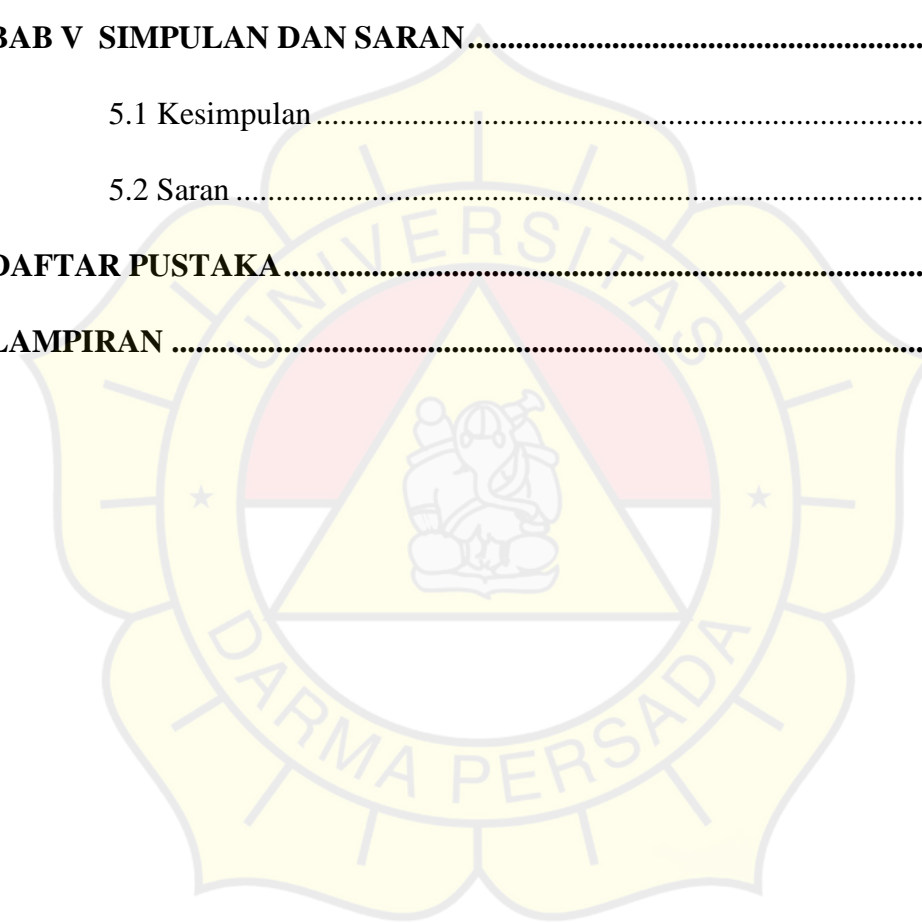 BAB V SIMPULAN DAN SARAN................................................................
5.1 Kesimpulan................................................................................
5.2 Saran ........................................................................................
DAFTAR PUSTAKA................................................................................
LAMPIRAN ............................................................................................
UNIVERSITAS
DARMA PERSADA